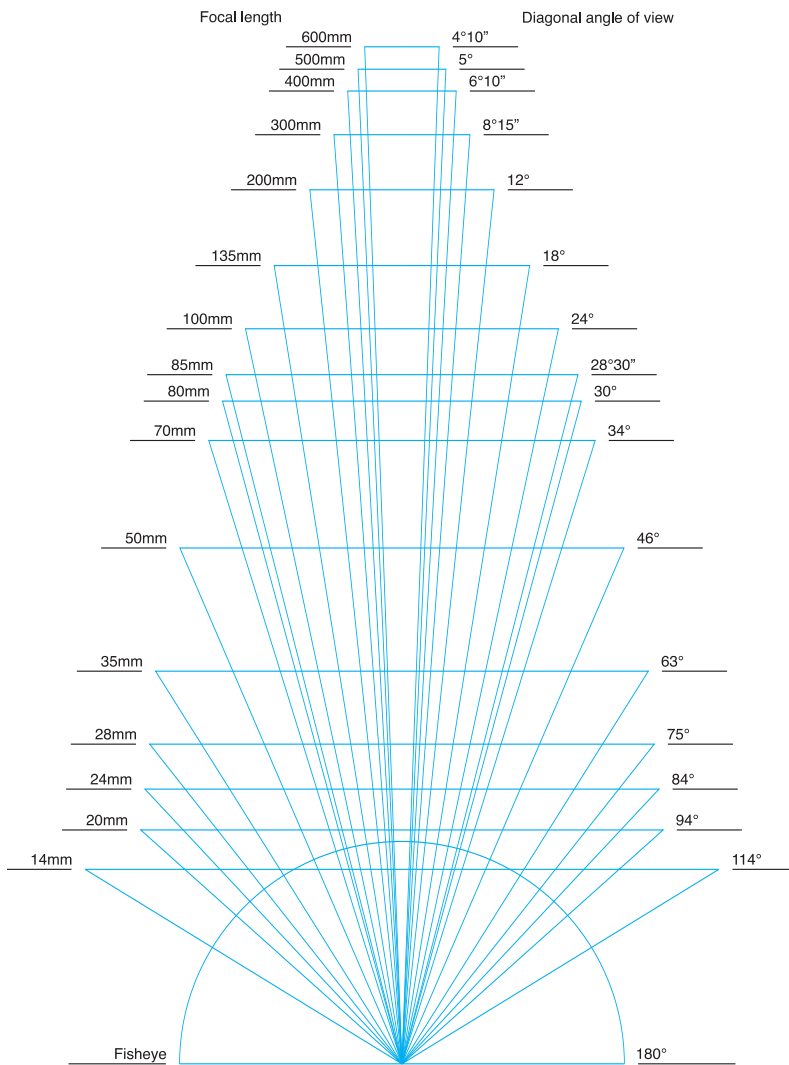 Focal length Diagonal angle of view
600mm 4°10”
500mm 5°
400mm 6°10”
300mm 8°15”
200mm 12°
135mm 18°
100mm 24°
85mm 28°30”
80mm 30°
70mm 34°
50mm 46°
35mm 63°
28mm 75°
24mm 84°
20mm 94°
14mm 114°
Fisheye 180°